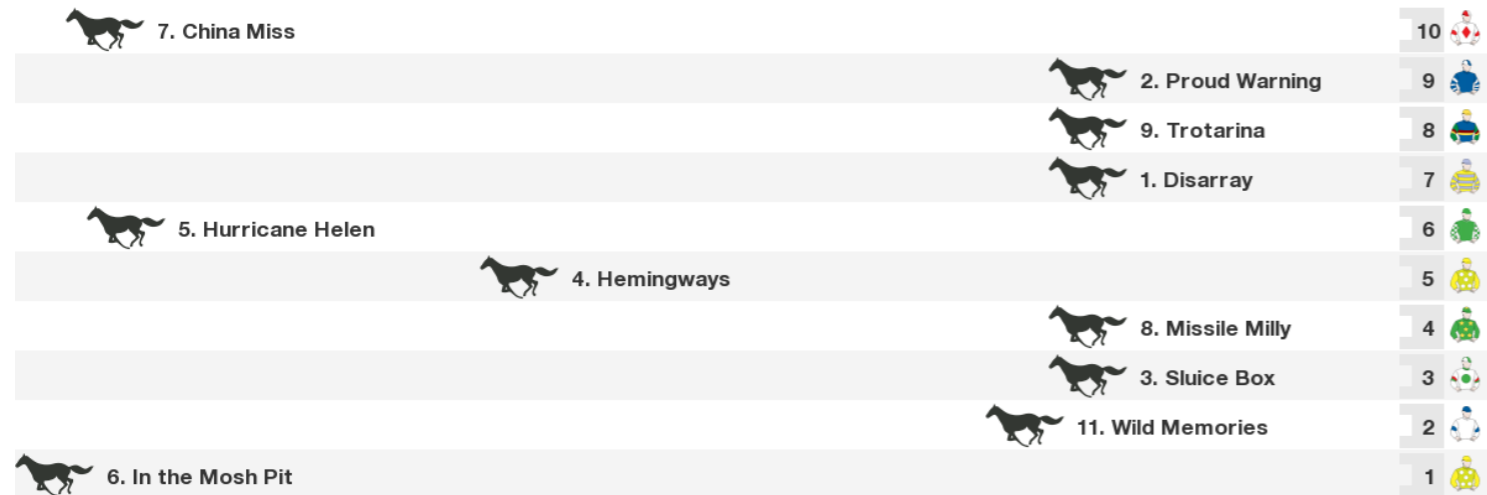 7. China Miss 10
2. Proud Warning 9
9. Trotarina 8
1. Disarray 7
5. Hurricane Helen 6
4. Hemingways 5
8. Missile Milly 4
3. Sluice Box 3
11. Wild Memories 2
6. In the Mosh Pit 1